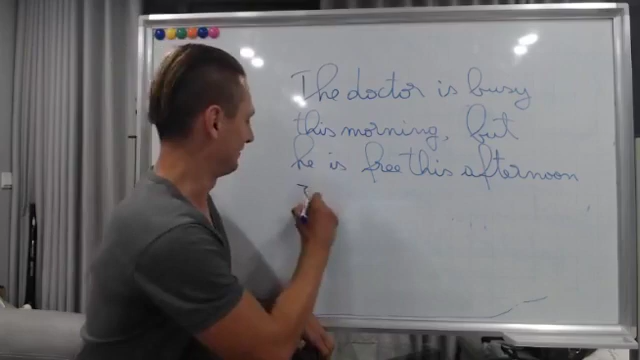 The doctor is busy
this morning, but
he is free this afternoon